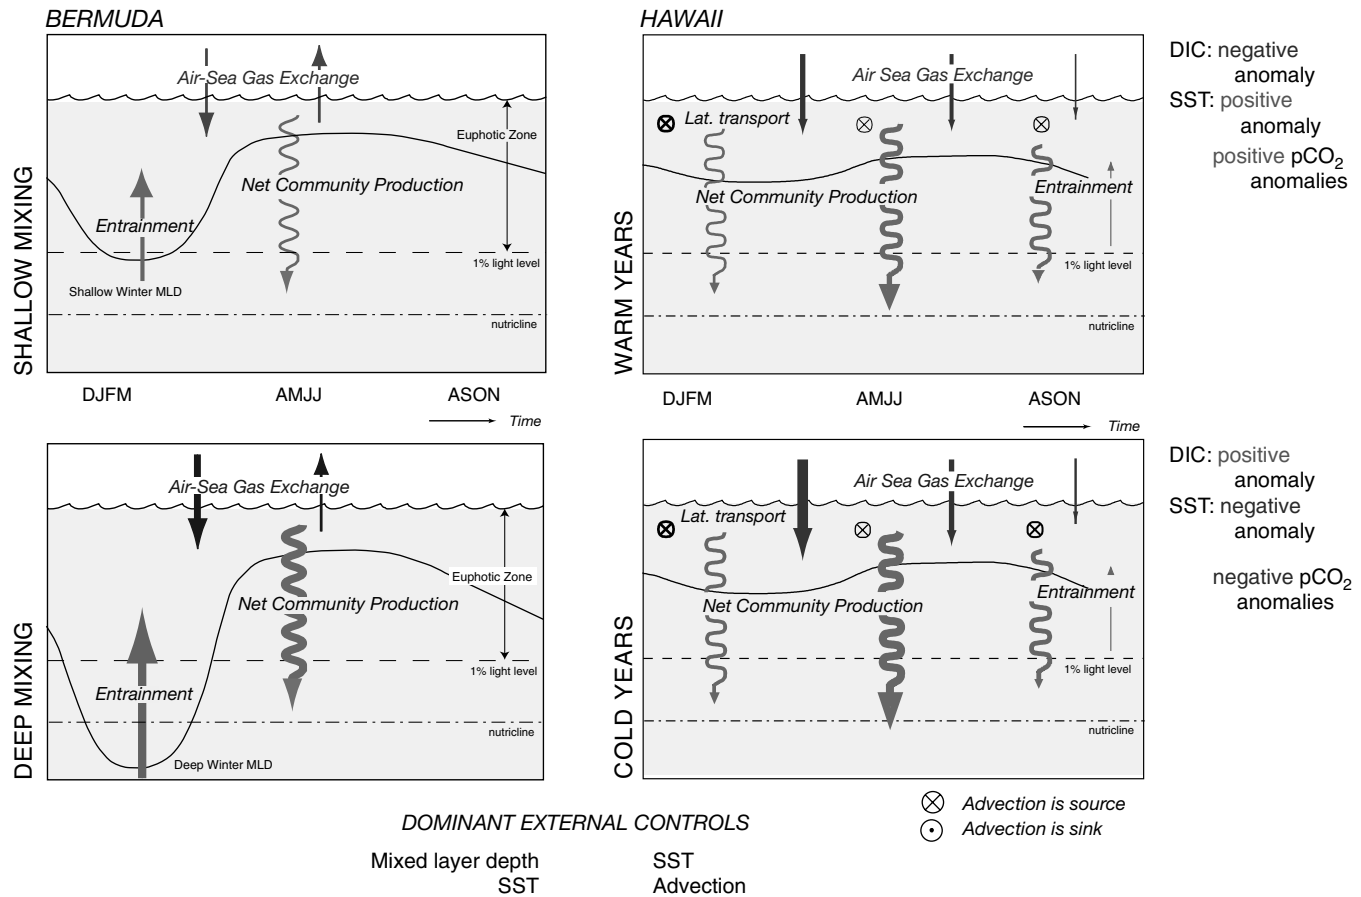 BERMUDA
Air-Sea Gas Exchange
Euphotic Zone
Net Community Production
Entrainment
1% light level
Shallow Winter MLD
nutricline
SHALLOW MIXING
DJFM AMJJ ASON
Time
HAWAII
Air Sea Gas Exchange
Lat. transport
Net Community Production
Entrainment
1% light level
nutricline
WARM YEARS
DJFM AMJJ ASON
Time
DIC: negative
anomaly
SST: positive
anomaly
positive pCO2
anomalies
Air-Sea Gas Exchange
Euphotic Zone
Net Community Production
1% light level
Entrainment
nutricline
Deep Winter MLD
DEEP MIXING
Air Sea Gas Exchange
Lat. transport
Entrainment
Net Community Production
1% light level
nutricline
COLD YEARS
DIC: positive
anomaly
SST: negative
anomaly
negative pCO2
anomalies
Advection is source
Advection is sink
DOMINANT EXTERNAL CONTROLS
Mixed layer depth SST
SST Advection